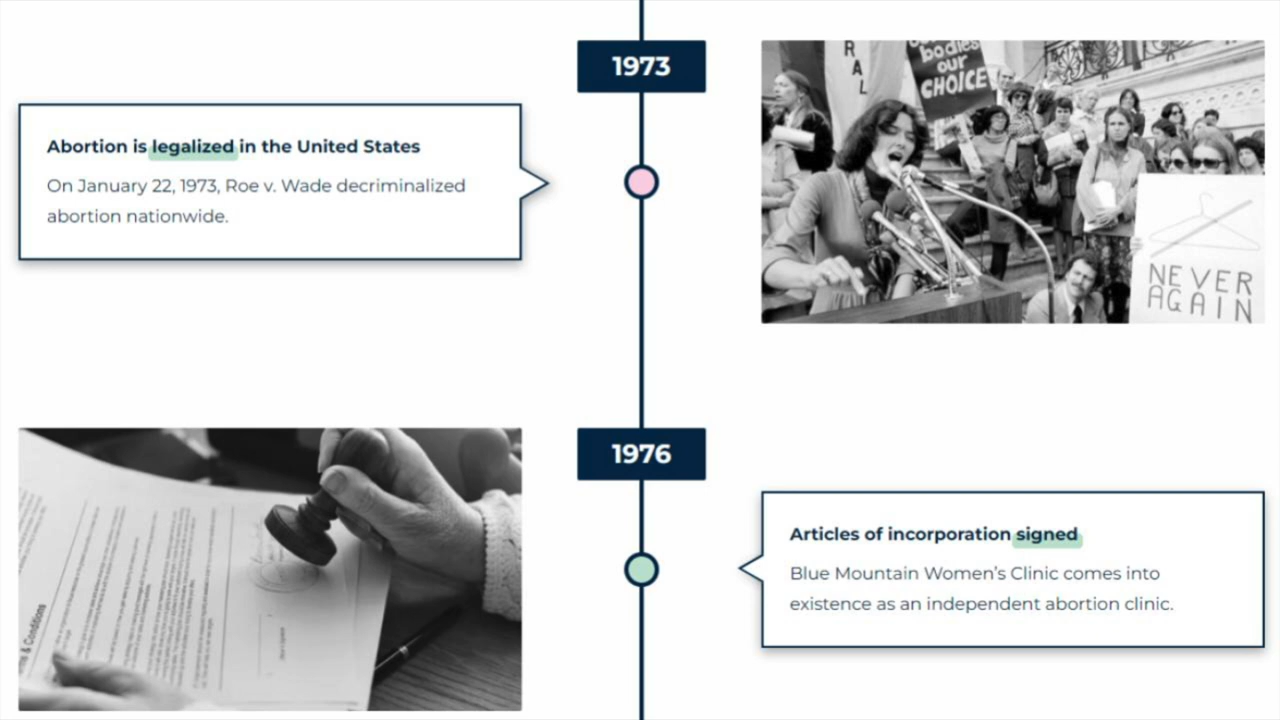 1973
Abortion is legalized in the United States
On January 22, 1973, Roe v. Wade decriminalized
abortion nationwide.
RAL
bodies
our
CHOICE
NEVER
AGAIN
1976
& Conditions
Articles of incorporation signed
Blue Mountain Women’s Clinic comes into
existence as an independent abortion clinic.